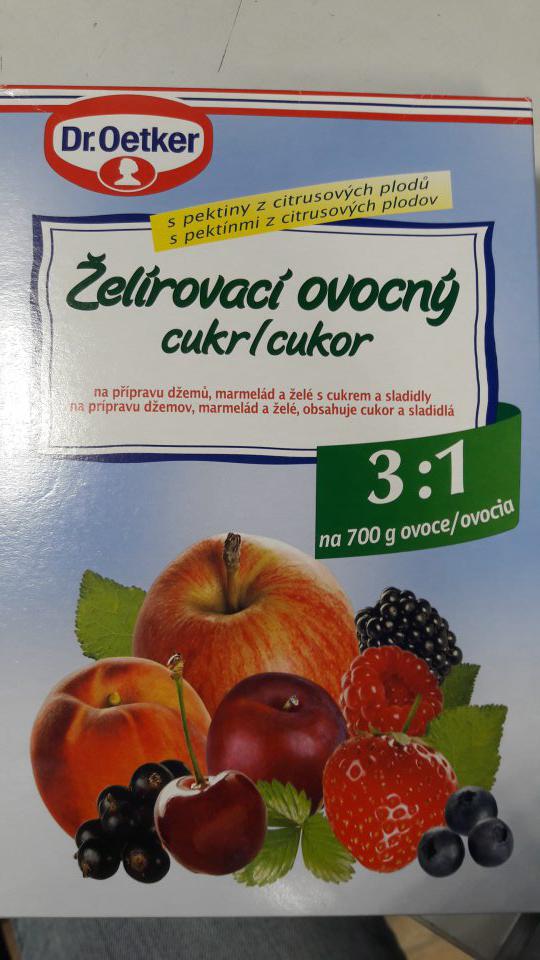 Dr.Oetker
s pektiny z citrusových plodů
s pektínmi z citrusových plodov
Želírovací ovocný
cukr/cukor
na přípravu džemů, marmelád a želé s cukrem a sladidly
na prípravu džemov, marmelád a želé, obsahuje cukor a sladidlá
3:1
na 700 g ovoce/ovocia